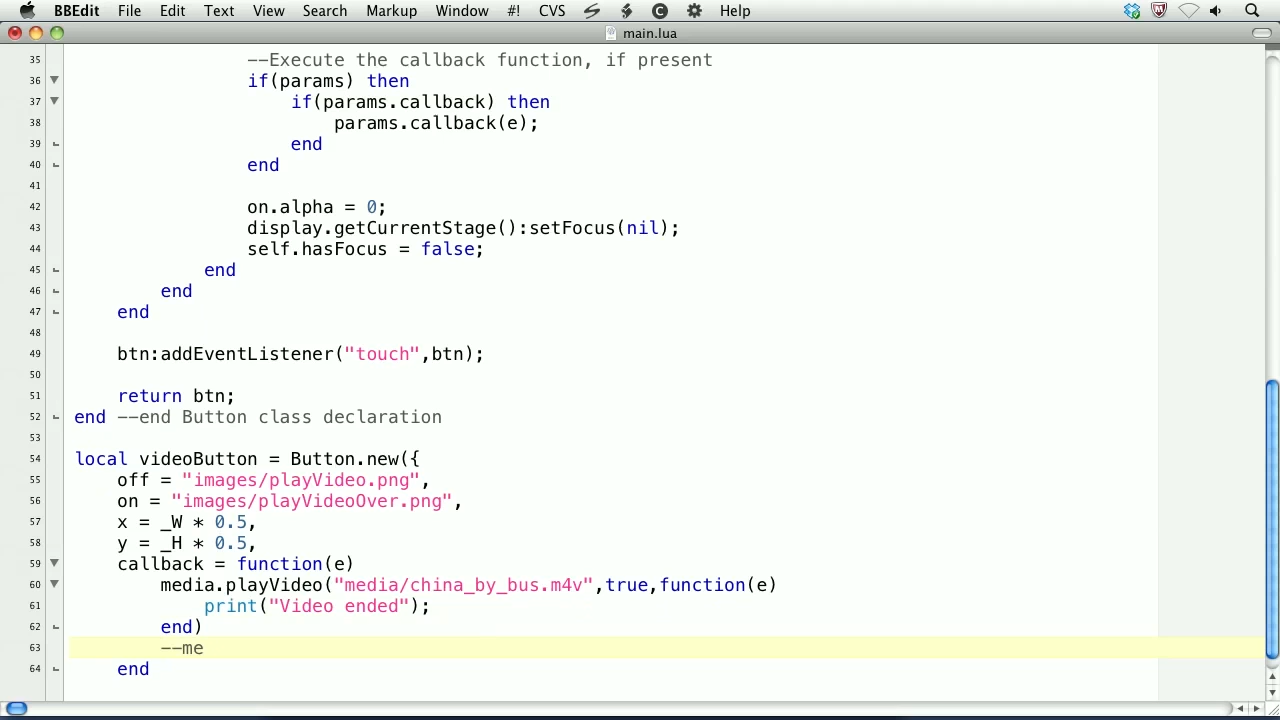 BBEdit File Edit Text View Search Markup Window #! CVS Help
main.lua
35 --Execute the callback function, if present
36 if(params) then
37 if(params.callback) then
38 params.callback(e);
39 end
40 end
41
42 on.alpha = 0;
43 display.getCurrentStage():setFocus(nil);
44 self.hasFocus = false;
45 end
46 end
47 end
48
49 btn:addEventListener("touch",btn);
50
51 return btn;
52 end --end Button class declaration
53
54 local videoButton = Button.new({
55 off = "images/playVideo.png",
56 on = "images/playVideoOver.png",
57 x = _W * 0.5,
58 y = _H * 0.5,
59 callback = function(e)
60 media.playVideo("media/china_by_bus.m4v",true,function(e)
61 print("Video ended");
62 end)
63 --me
64 end